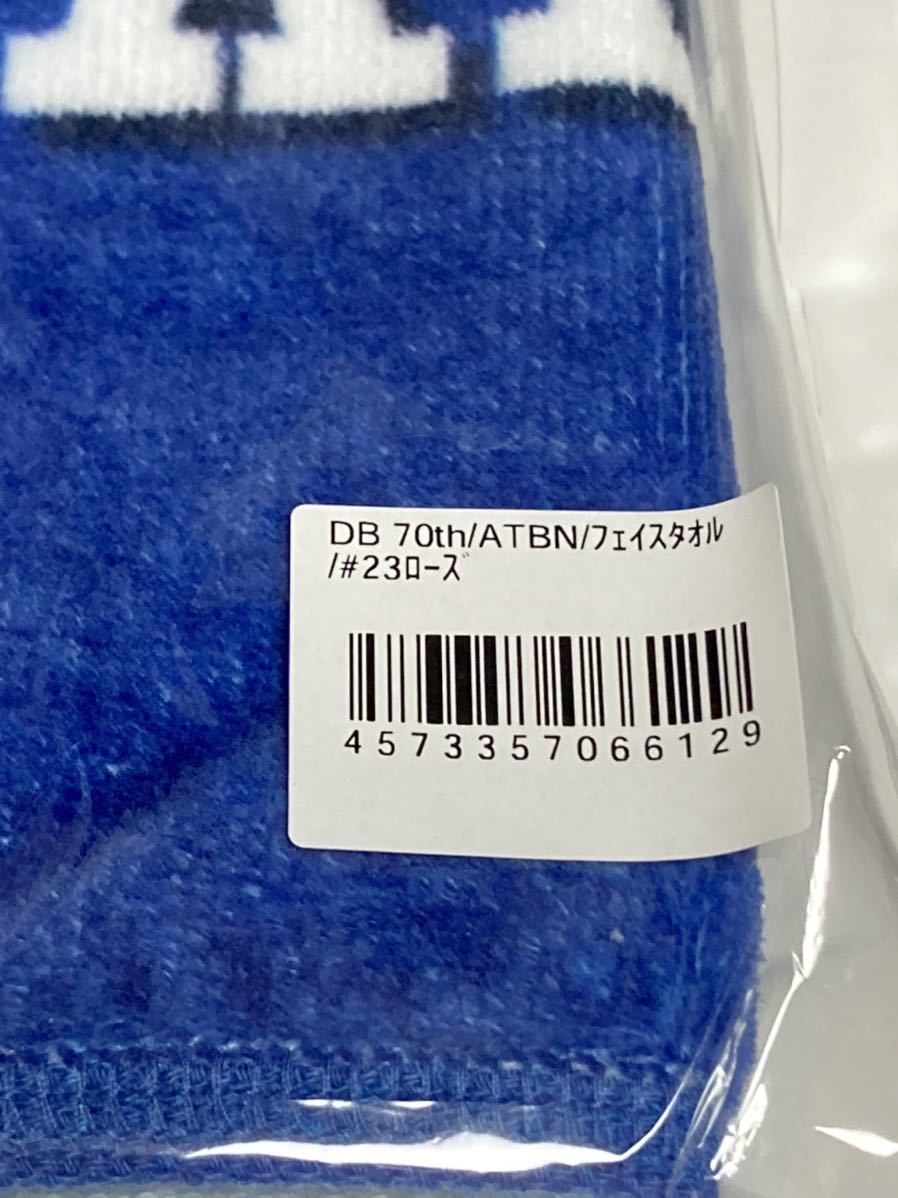 DB 70th/ATBN/ﾌｪｲｽﾀｵﾙ
/#23ﾛｰｽﾞ
4573357066129